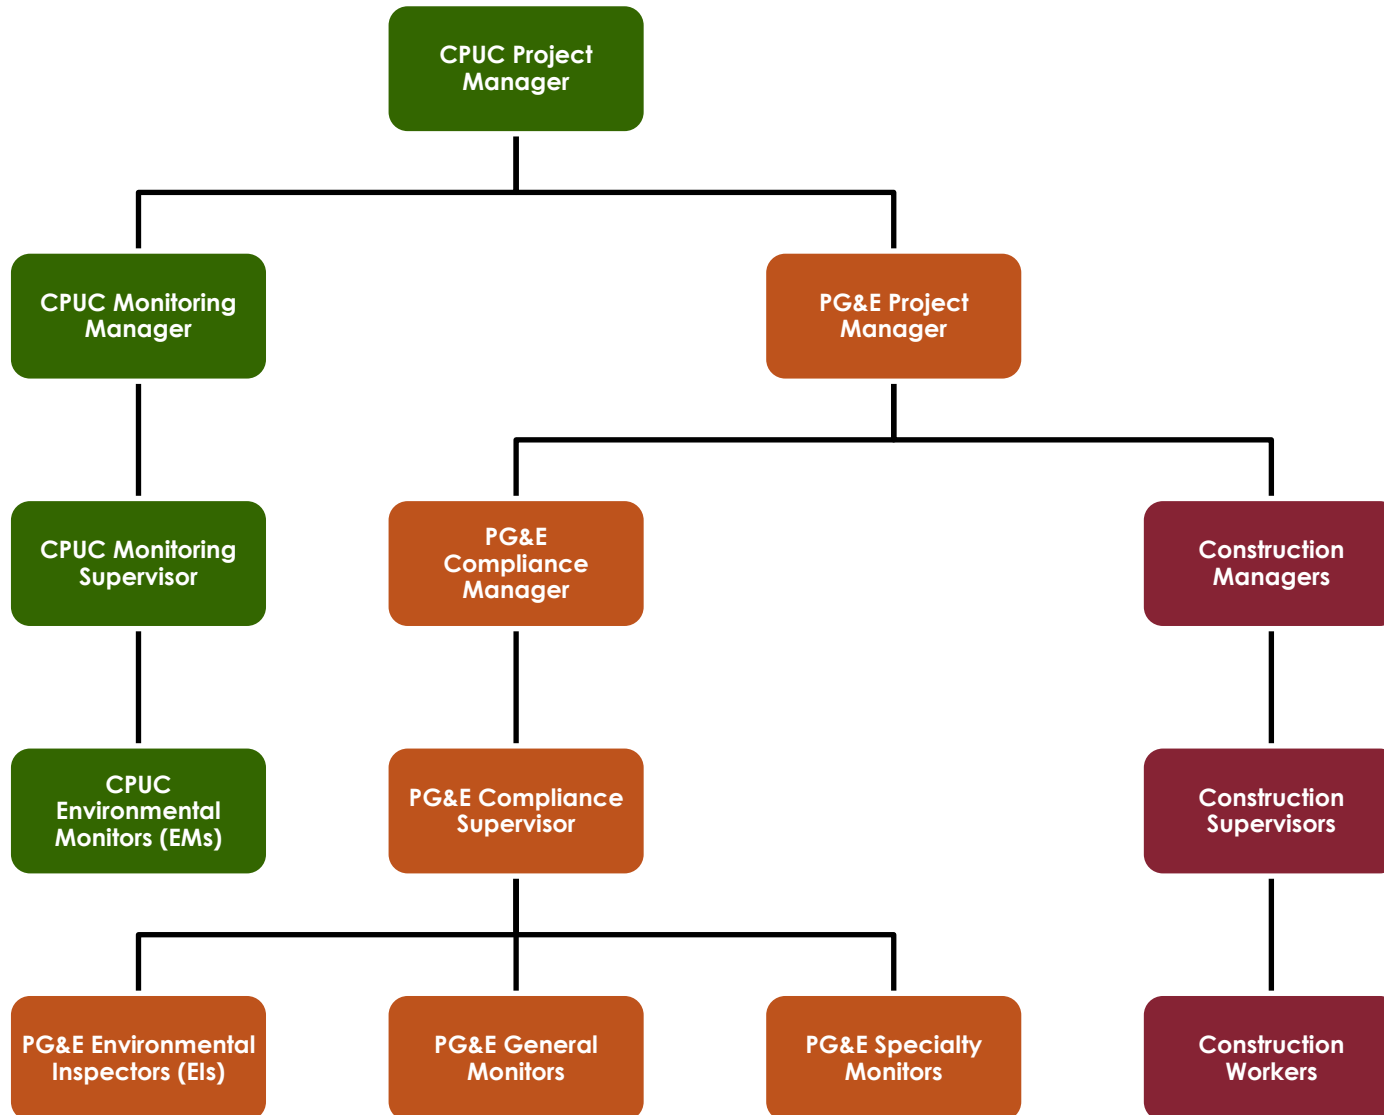 CPUC Project
Manager
CPUC Monitoring
Manager
PG&E Project
Manager
CPUC Monitoring
Supervisor
PG&E
Compliance
Manager
Construction
Managers
CPUC
Environmental
Monitors (EMs)
PG&E Compliance
Supervisor
Construction
Supervisors
PG&E Environmental
Inspectors (EIs)
PG&E General
Monitors
PG&E Specialty
Monitors
Construction
Workers